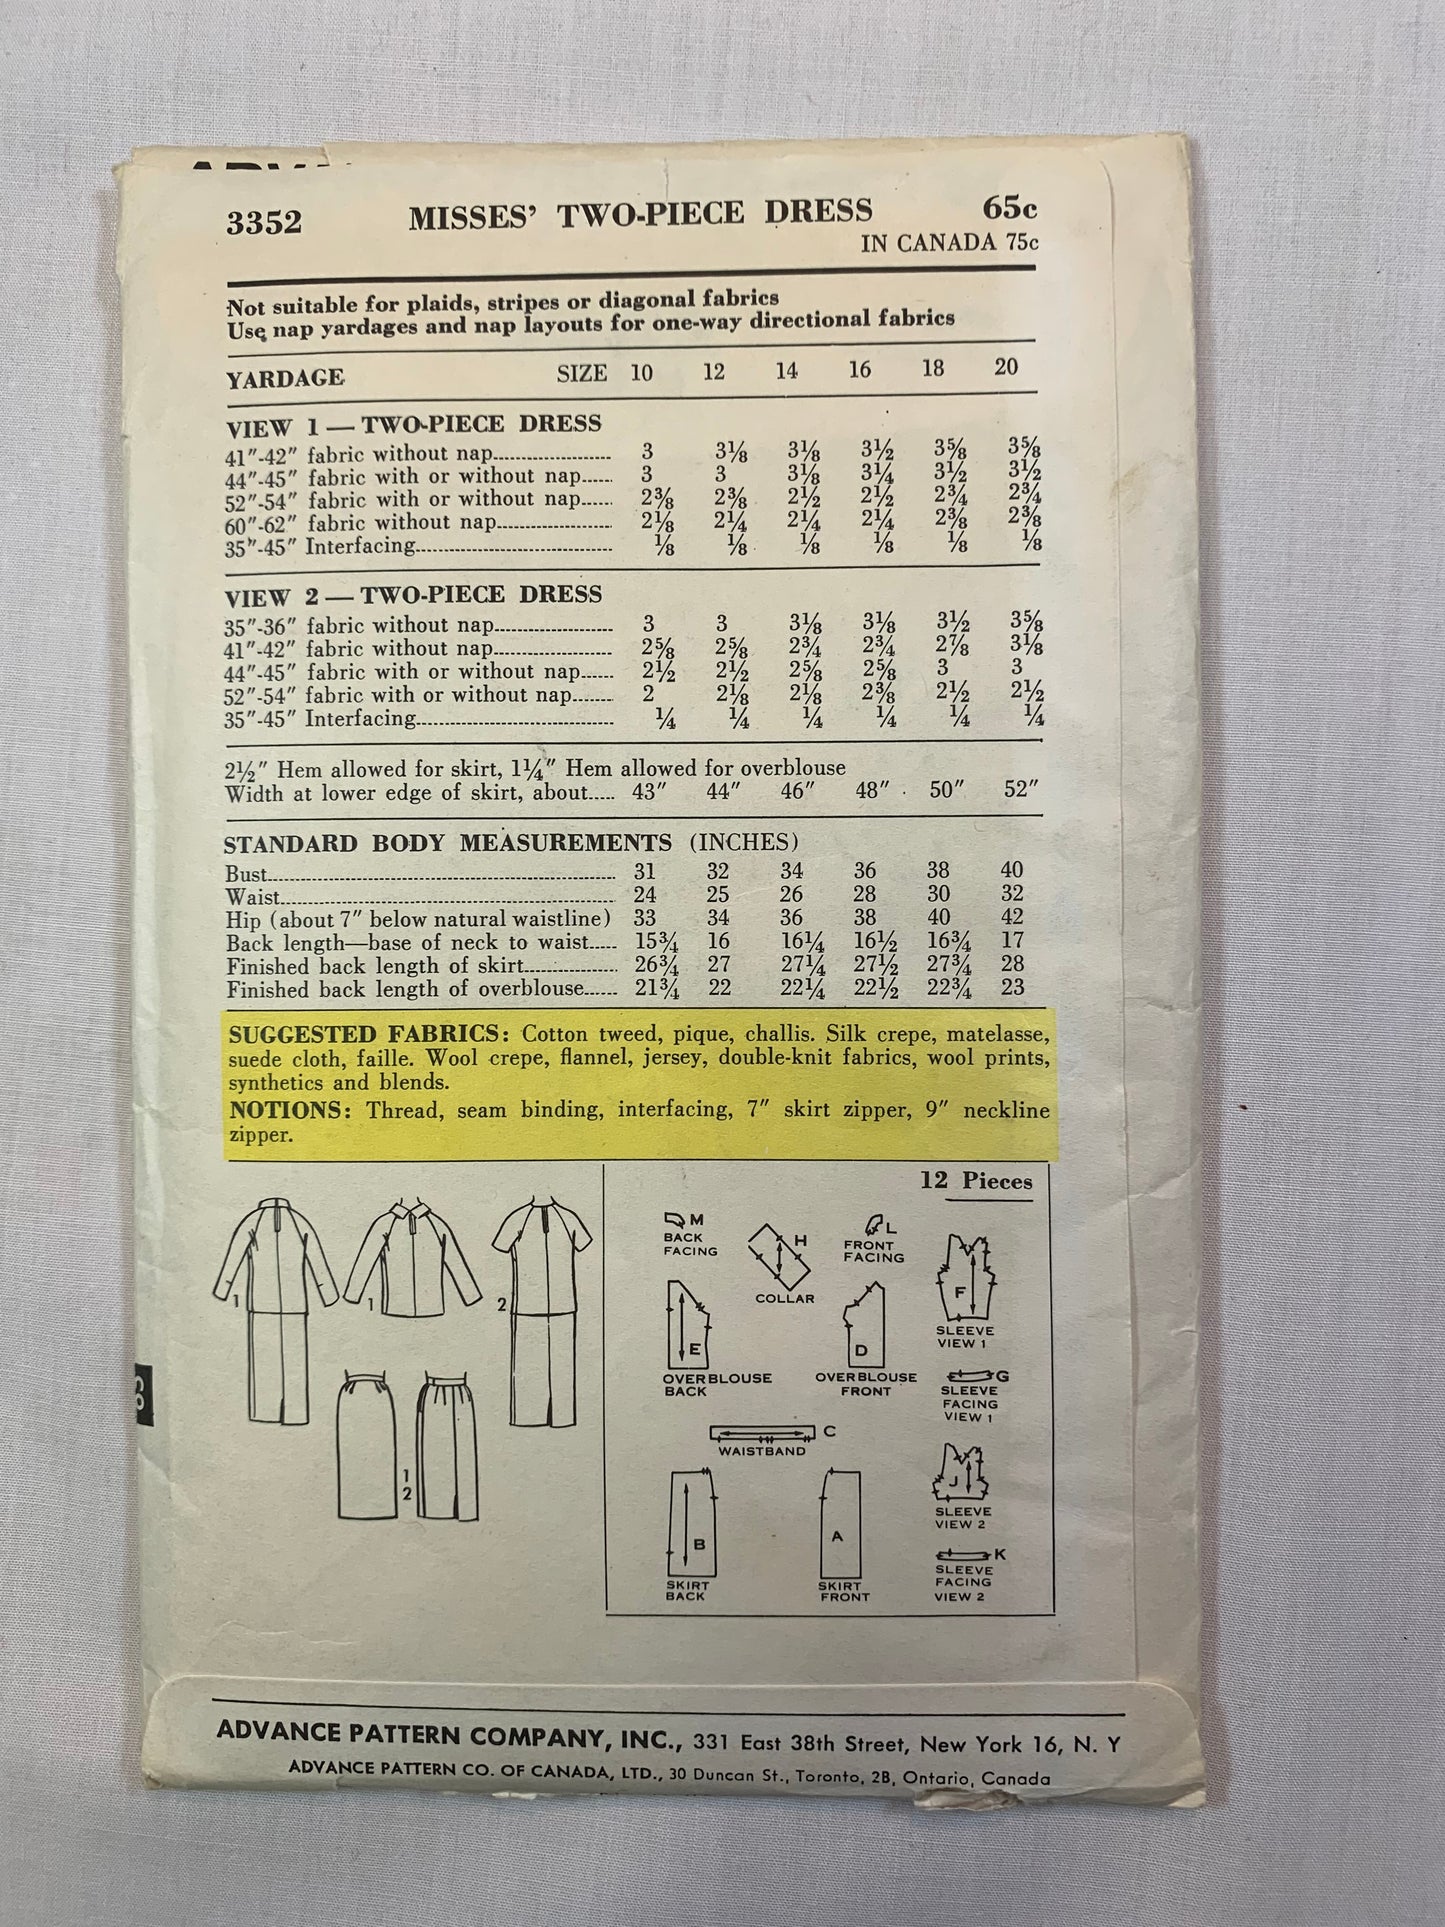 3352 MISSES' TWO-PIECE DRESS 65c
IN CANADA 75c
Not suitable for plaids, stripes or diagonal fabrics
Use nap yardages and nap layouts for one-way directional fabrics
YARDAGE SIZE 10 12 14 16 18 20
VIEW 1 — TWO-PIECE DRESS
41"-42" fabric without nap 3 3⅛ 3⅛ 3½ 3⅝ 3⅝
44"-45" fabric with or without nap 3 3 3⅛ 3¼ 3½ 3½
52"-54" fabric with or without nap 2⅜ 2⅜ 2½ 2½ 2¾ 2¾
60"-62" fabric without nap 2⅛ 2¼ 2¼ 2¼ 2⅜ 2⅜
35"-45" Interfacing ⅛ ⅛ ⅛ ⅛ ⅛ ⅛
VIEW 2 — TWO-PIECE DRESS
35"-36" fabric without nap 3 3 3⅛ 3⅛ 3½ 3⅝
41"-42" fabric without nap 2⅝ 2⅝ 2¾ 2¾ 2⅞ 3⅛
44"-45" fabric with or without nap 2½ 2½ 2⅝ 2⅝ 3 3
52"-54" fabric with or without nap 2 2⅛ 2⅛ 2⅜ 2½ 2½
35"-45" Interfacing ¼ ¼ ¼ ¼ ¼ ¼
2½" Hem allowed for skirt, 1¼" Hem allowed for overblouse
Width at lower edge of skirt, about 43" 44" 46" 48" 50" 52"
STANDARD BODY MEASUREMENTS (INCHES)
Bust 31 32 34 36 38 40
Waist 24 25 26 28 30 32
Hip (about 7" below natural waistline) 33 34 36 38 40 42
Back length—base of neck to waist 15¾ 16 16¼ 16½ 16¾ 17
Finished back length of skirt 26¾ 27 27¼ 27½ 27¾ 28
Finished back length of overblouse 21¾ 22 22¼ 22½ 22¾ 23
SUGGESTED FABRICS: Cotton tweed, pique, challis. Silk crepe, matelasse,
suede cloth, faille. Wool crepe, flannel, jersey, double-knit fabrics, wool prints,
synthetics and blends.
NOTIONS: Thread, seam binding, interfacing, 7" skirt zipper, 9" neckline
zipper.
1
1
2
1
2
12 Pieces
M
BACK
FACING
H
COLLAR
L
FRONT
FACING
F
SLEEVE
VIEW 1
E
OVERBLOUSE
BACK
D
OVERBLOUSE
FRONT
G
SLEEVE
FACING
VIEW 1
C
WAISTBAND
J
SLEEVE
VIEW 2
B
SKIRT
BACK
A
SKIRT
FRONT
K
SLEEVE
FACING
VIEW 2
ADVANCE PATTERN COMPANY, INC., 331 East 38th Street, New York 16, N. Y
ADVANCE PATTERN CO. OF CANADA, LTD., 30 Duncan St., Toronto, 2B, Ontario, Canada